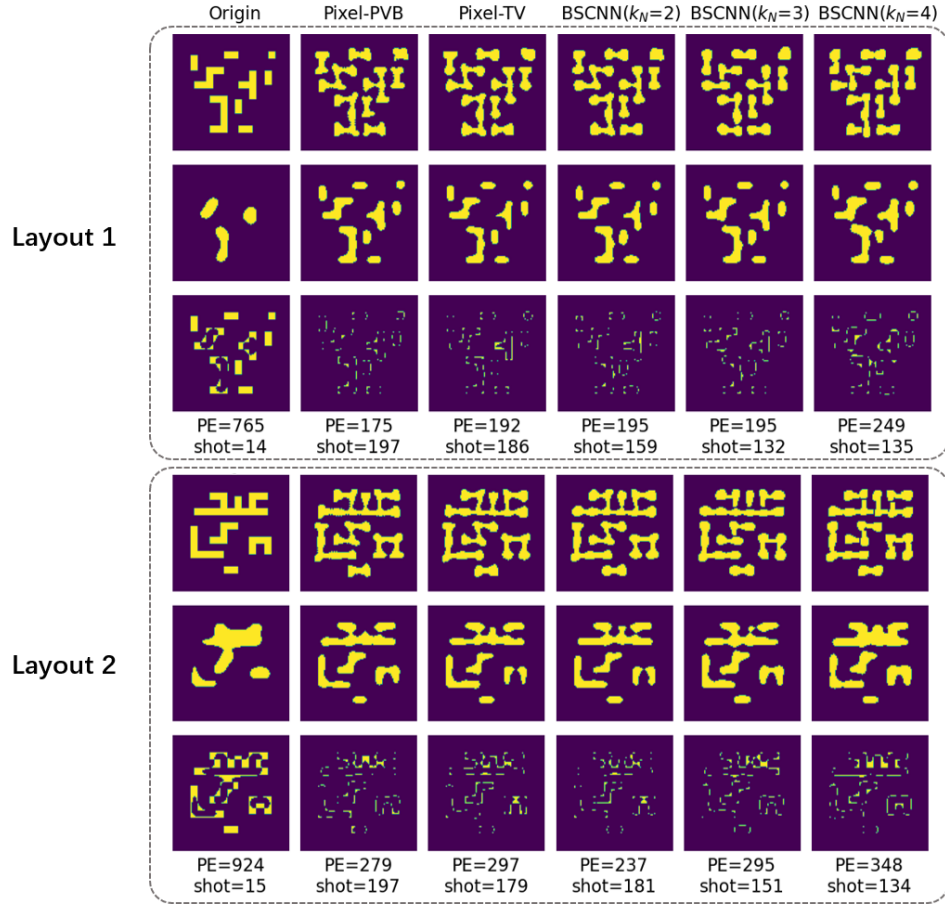 Origin Pixel-PVB Pixel-TV BSCNN(k_N=2) BSCNN(k_N=3) BSCNN(k_N=4)
Layout 1
PE=765 PE=175 PE=192 PE=195 PE=195 PE=249
shot=14 shot=197 shot=186 shot=159 shot=132 shot=135
Layout 2
PE=924 PE=279 PE=297 PE=237 PE=295 PE=348
shot=15 shot=197 shot=179 shot=181 shot=151 shot=134